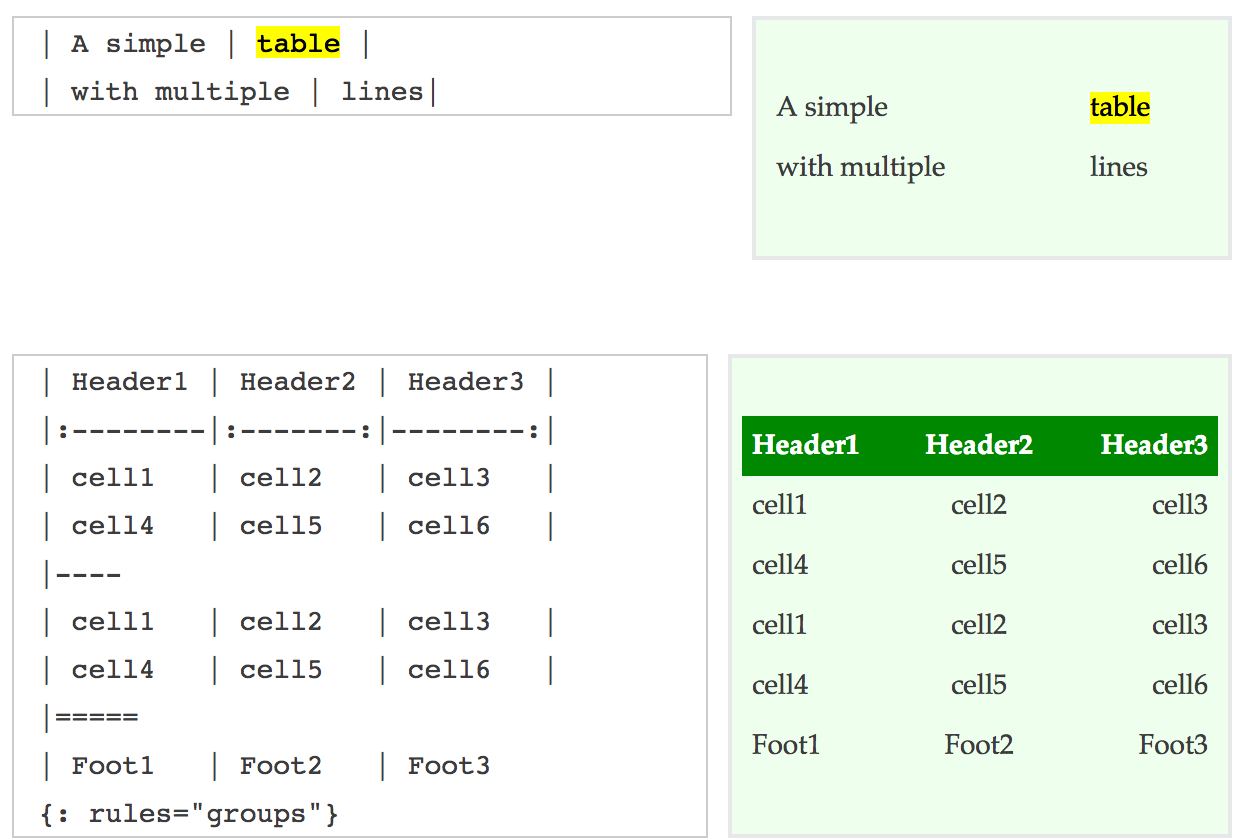 | A simple | table |
| with multiple | lines|
A simple table
with multiple lines
| Header1 | Header2 | Header3 |
|:--------|:-------:|--------:|
| cell1   | cell2   | cell3   |
| cell4   | cell5   | cell6   |
|----
| cell1   | cell2   | cell3   |
| cell4   | cell5   | cell6   |
|=====
| Foot1   | Foot2   | Foot3
{: rules="groups"}
Header1 Header2 Header3
cell1 cell2 cell3
cell4 cell5 cell6
cell1 cell2 cell3
cell4 cell5 cell6
Foot1 Foot2 Foot3